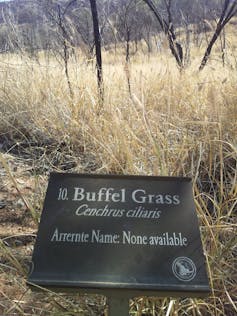 10. Buffel Grass
Cenchrus ciliaris
Arrernte Name: None available